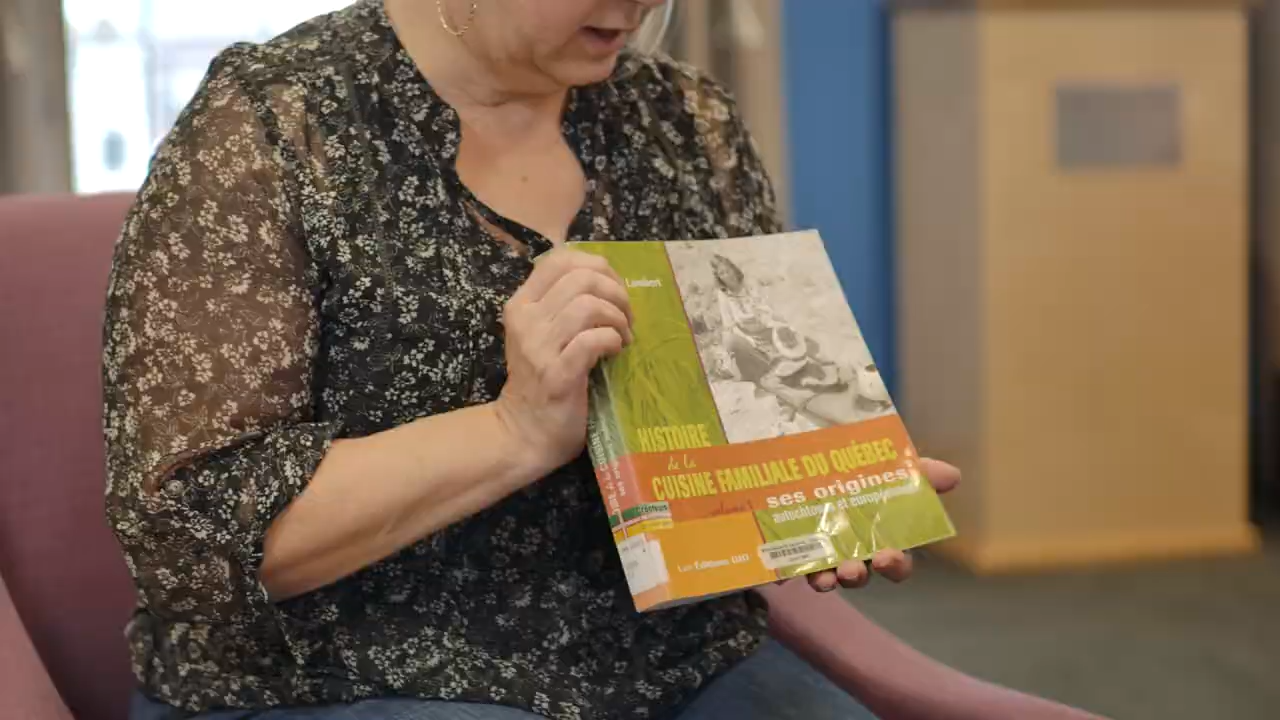 Lambert
HISTOIRE
de la
CUISINE FAMILIALE DU QUÉBEC
volume 1
ses origines
autochtones et européennes
Les Éditions GID